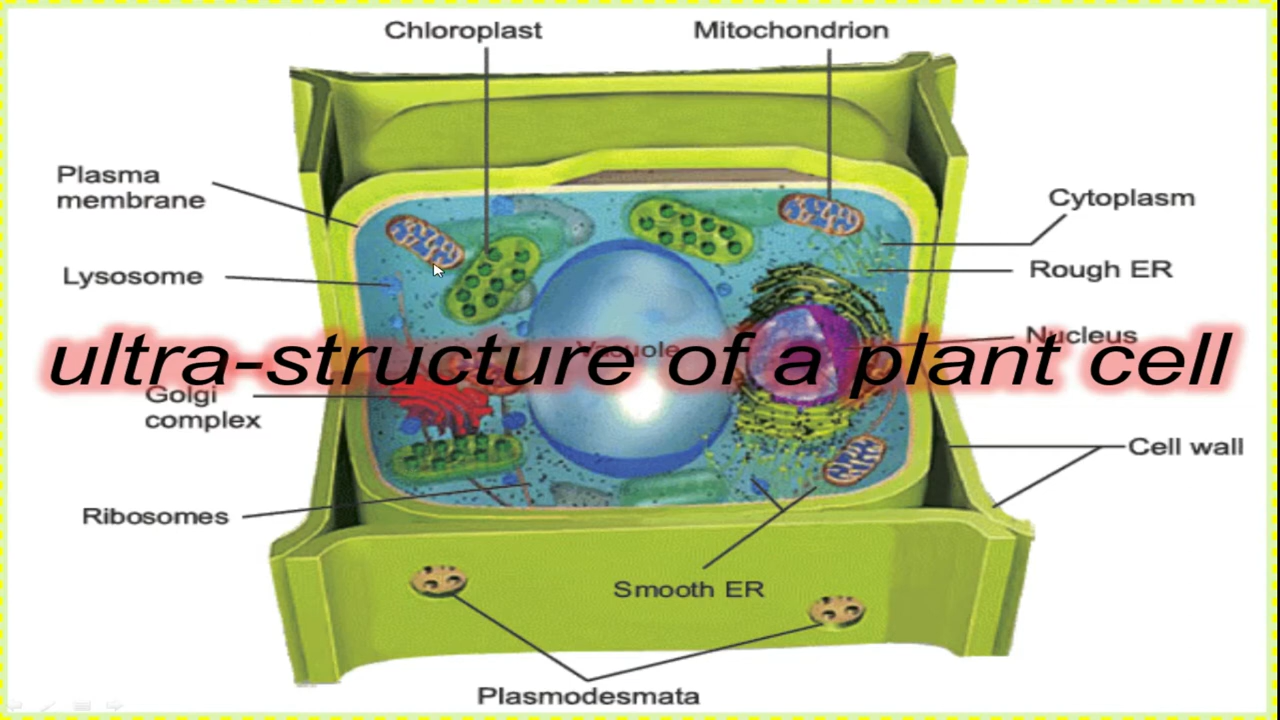 Chloroplast
Mitochondrion
Plasma
membrane
Cytoplasm
Lysosome
Rough ER
Nucleus
Vacuole
ultra-structure of a plant cell
Golgi
complex
Cell wall
Ribosomes
Smooth ER
Plasmodesmata